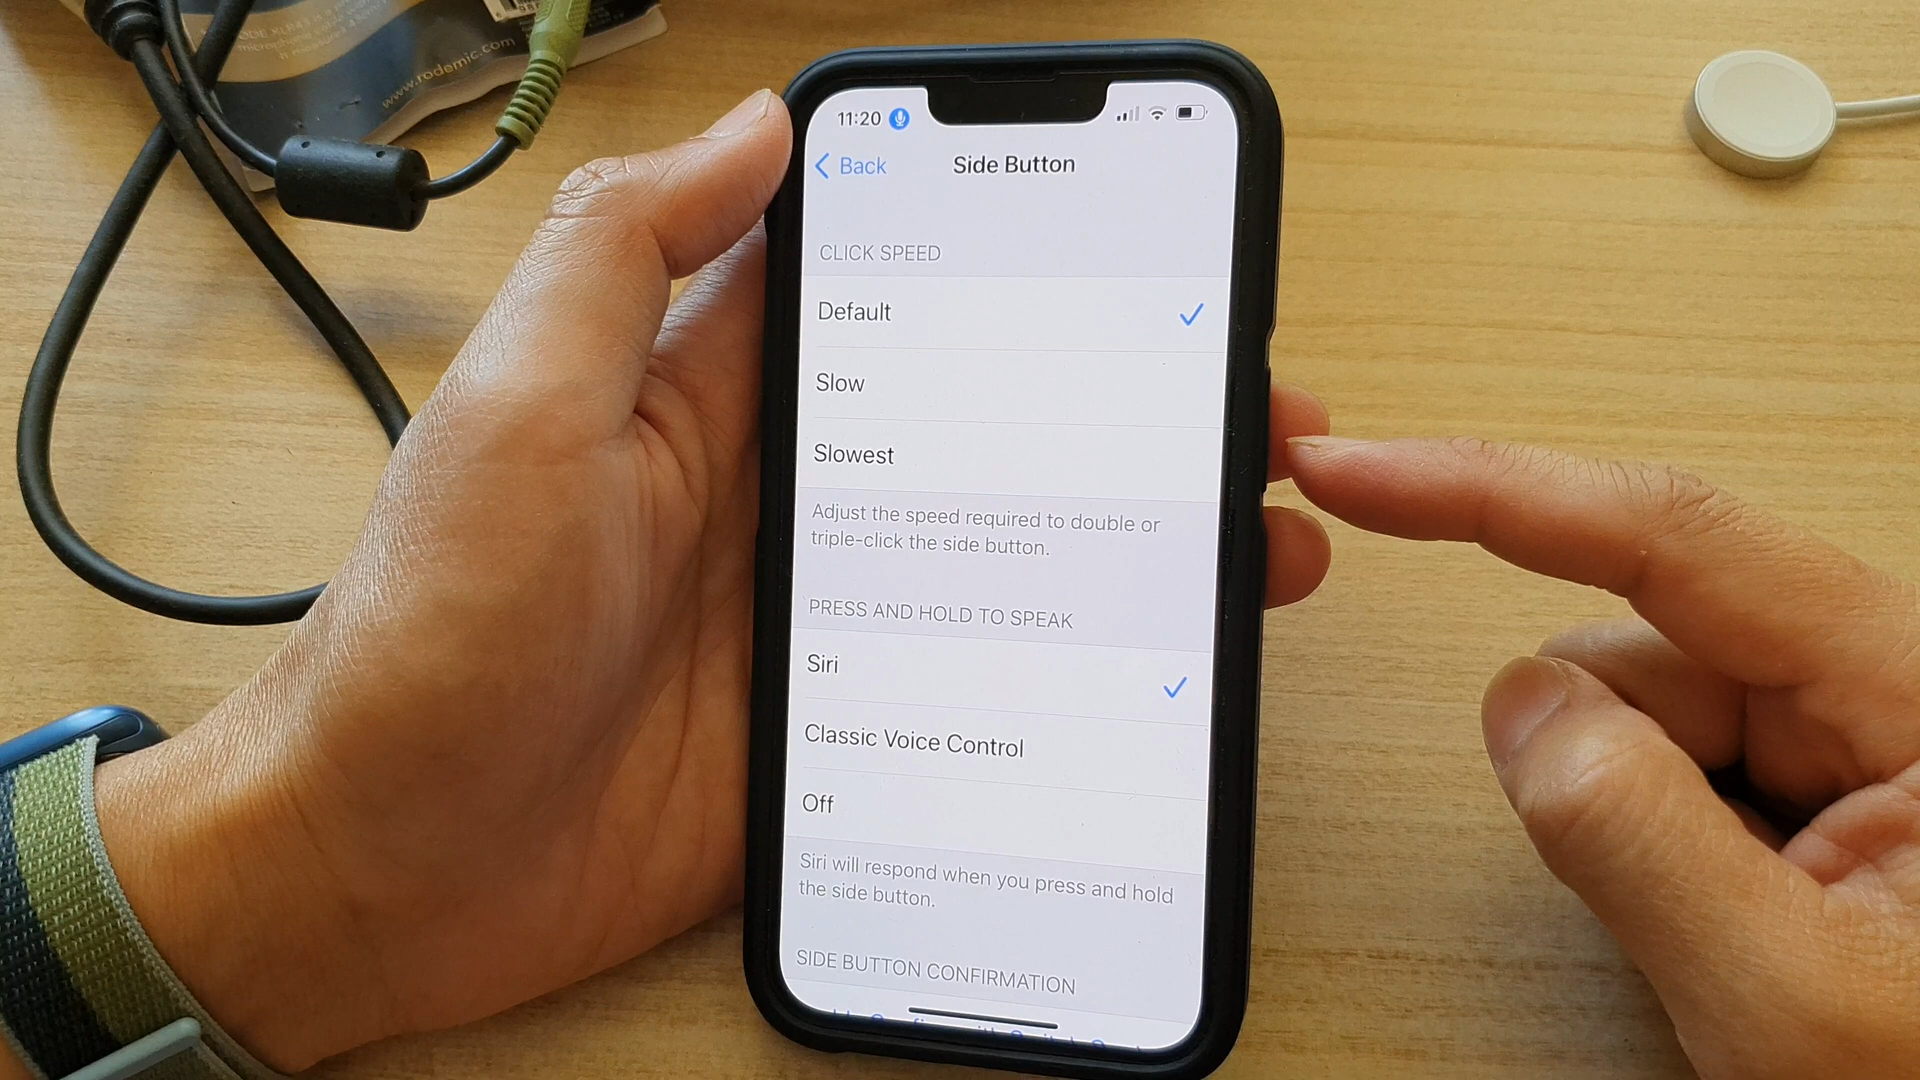 www.rodemic.com
11:20
Back
Side Button
CLICK SPEED
Default
Slow
Slowest
Adjust the speed required to double or
triple-click the side button.
PRESS AND HOLD TO SPEAK
Siri
Classic Voice Control
Off
Siri will respond when you press and hold
the side button.
SIDE BUTTON CONFIRMATION